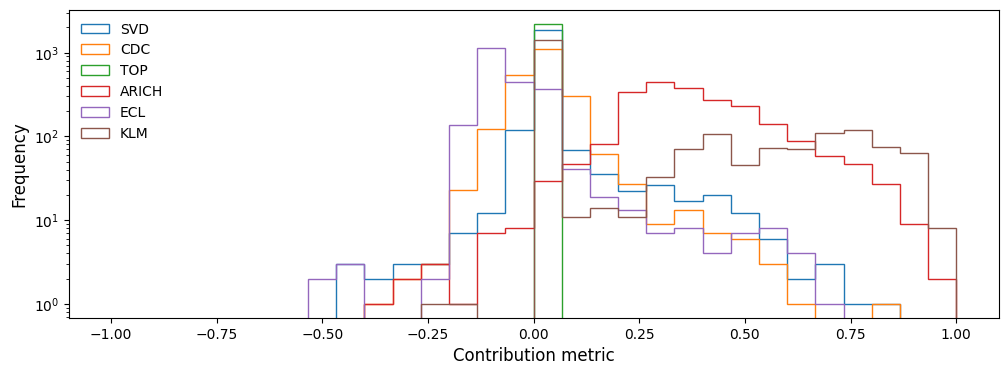 SVD
CDC
TOP
ARICH
ECL
KLM
Frequency
10³
10²
10¹
10⁰
−1.00 −0.75 −0.50 −0.25 0.00 0.25 0.50 0.75 1.00
Contribution metric